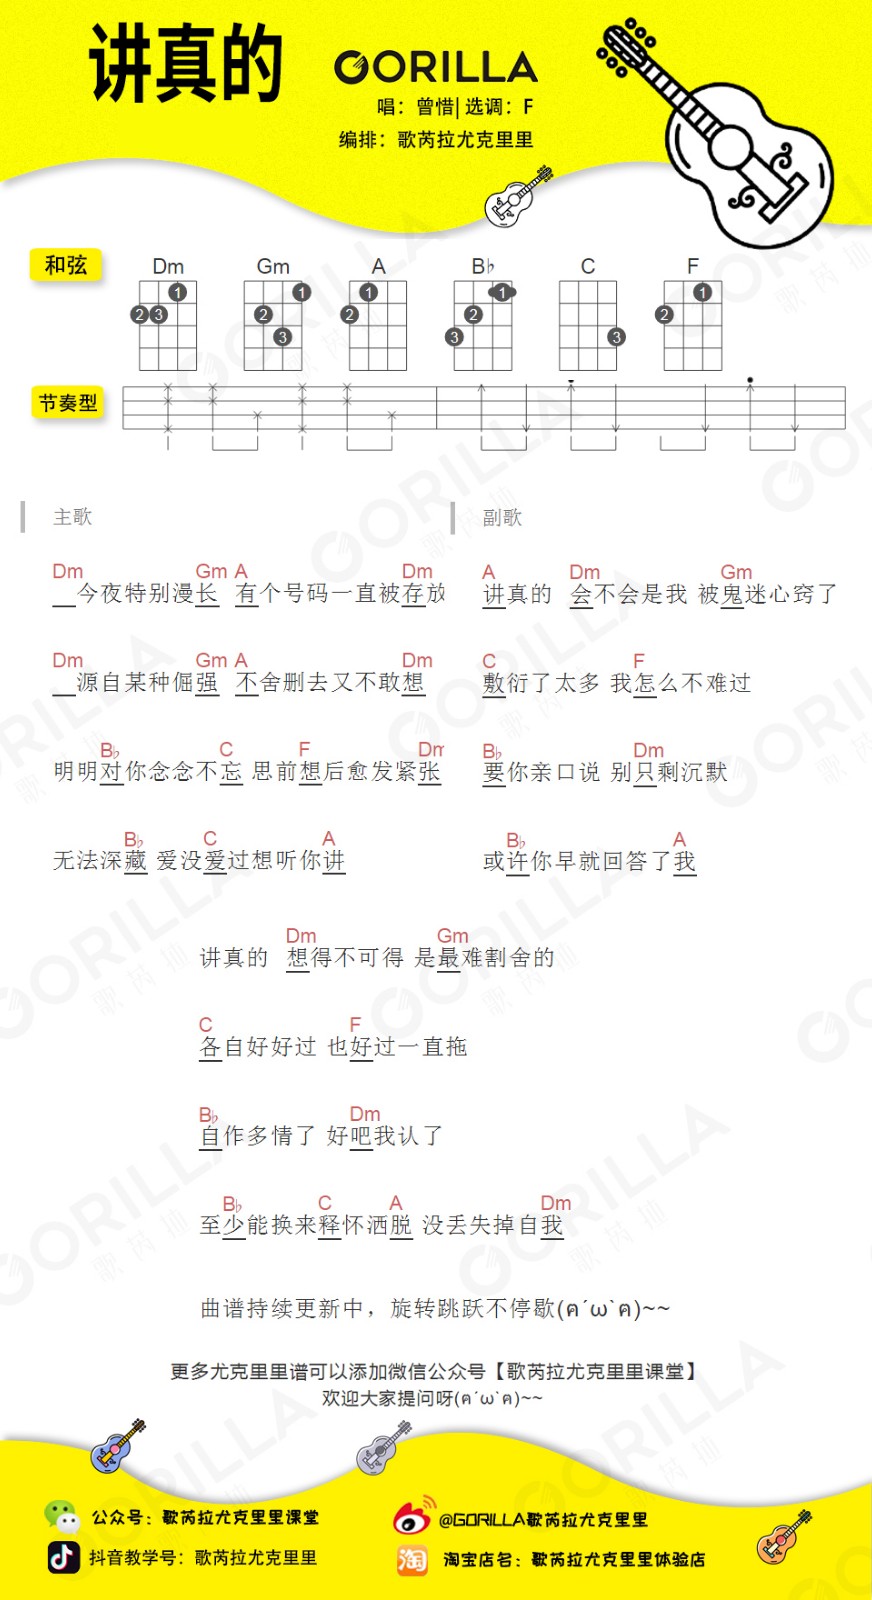 讲真的
GORILLA
唱：曾惜| 选调：F
编排：歌芮拉尤克里里
和弦
Dm Gm A B♭ C F
1 2 3 1 2 3 1 2 1 2 3 3 1 2
节奏型
主歌
Dm Gm A Dm
__今夜特别漫长 有个号码一直被存放
Dm Gm A Dm
__源自某种倔强 不舍删去又不敢想
B♭ C F Dm
明明对你念念不忘 思前想后愈发紧张
B♭ C A
无法深藏 爱没爱过想听你讲
副歌
A Dm Gm
讲真的 会不会是我 被鬼迷心窍了
C F
敷衍了太多 我怎么不难过
B♭ Dm
要你亲口说 别只剩沉默
B♭ A
或许你早就回答了我
Dm Gm
讲真的 想得不可得 是最难割舍的
C F
各自好好过 也好过一直拖
B♭ Dm
自作多情了 好吧我认了
B♭ C A Dm
至少能换来释怀洒脱 没丢失掉自我
曲谱持续更新中，旋转跳跃不停歇(ฅ´ω`ฅ)~~
更多尤克里里谱可以添加微信公众号【歌芮拉尤克里里课堂】
欢迎大家提问呀(ฅ´ω`ฅ)~~
公众号：歌芮拉尤克里里课堂
@GORILLA歌芮拉尤克里里
抖音教学号：歌芮拉尤克里里
淘
淘宝店名：歌芮拉尤克里里体验店